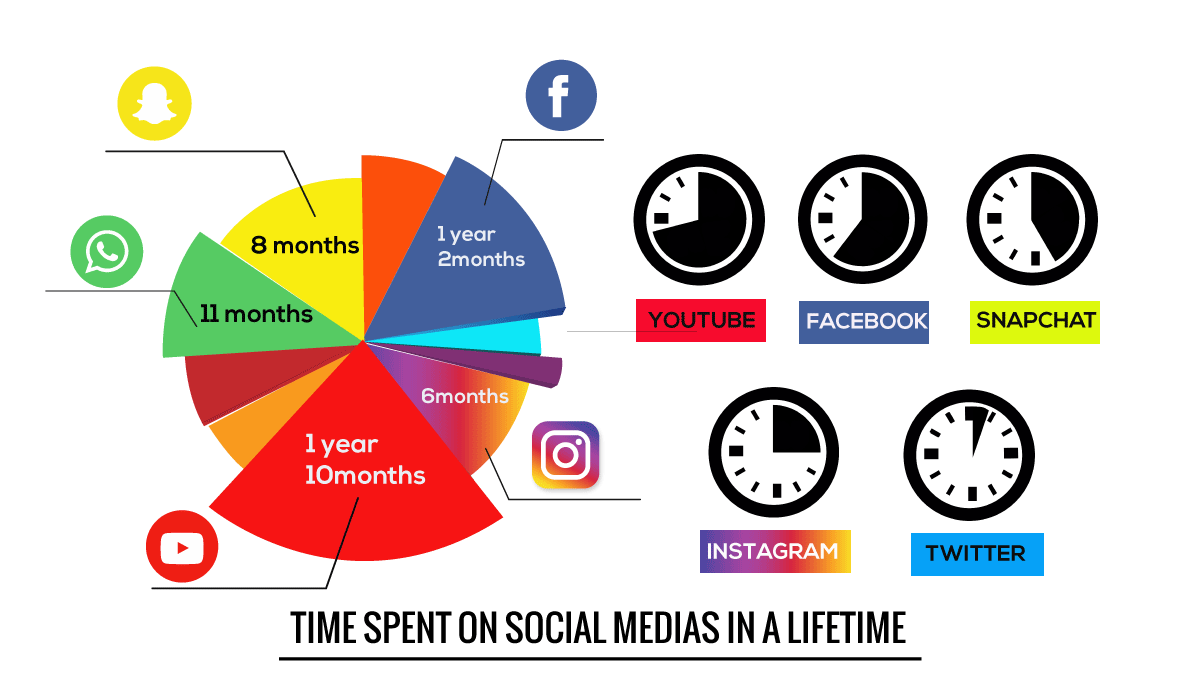 1 year
2months
8 months
11 months
6months
1 year
10months
YOUTUBE
FACEBOOK
SNAPCHAT
INSTAGRAM
TWITTER
TIME SPENT ON SOCIAL MEDIAS IN A LIFETIME